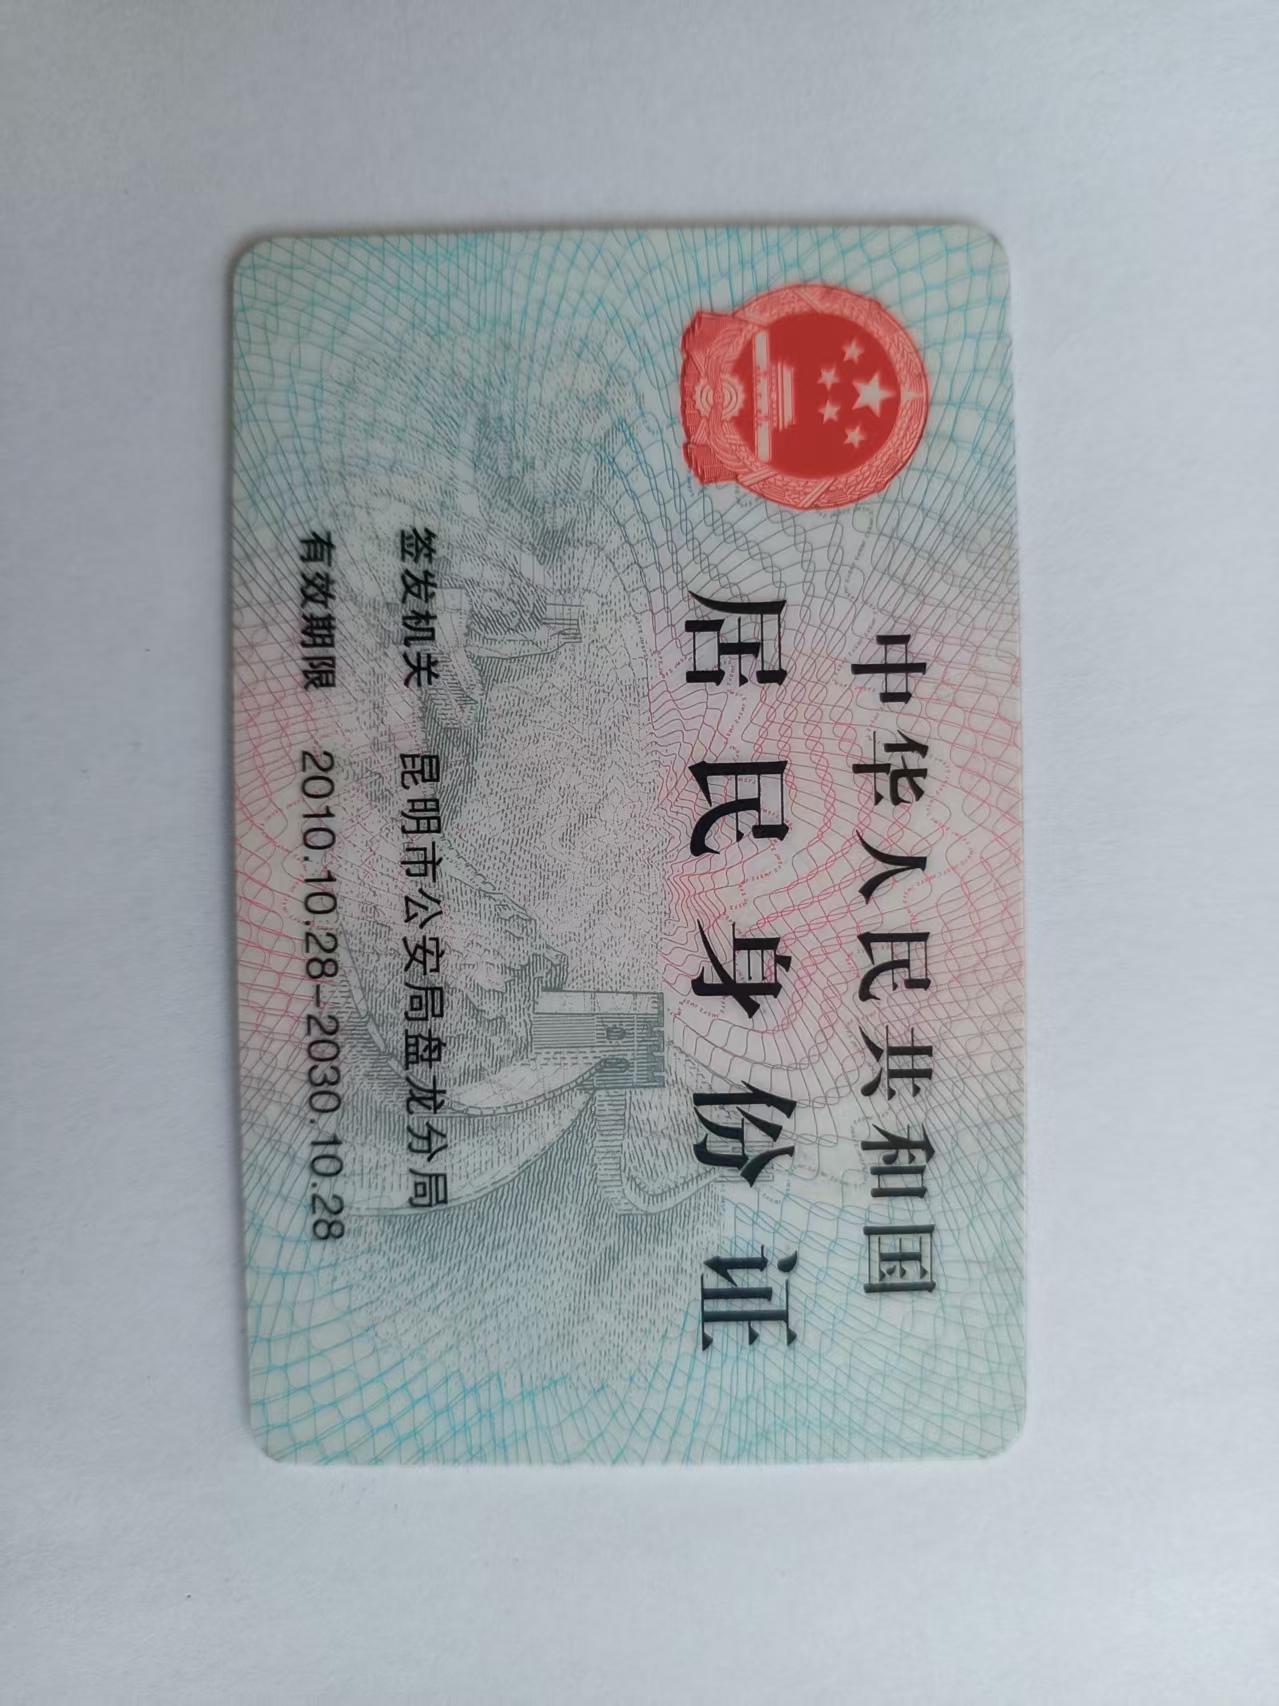 中华人民共和国
居民身份证
签发机关 昆明市公安局盘龙分局
有效期限 2010.10.28-2030.10.28